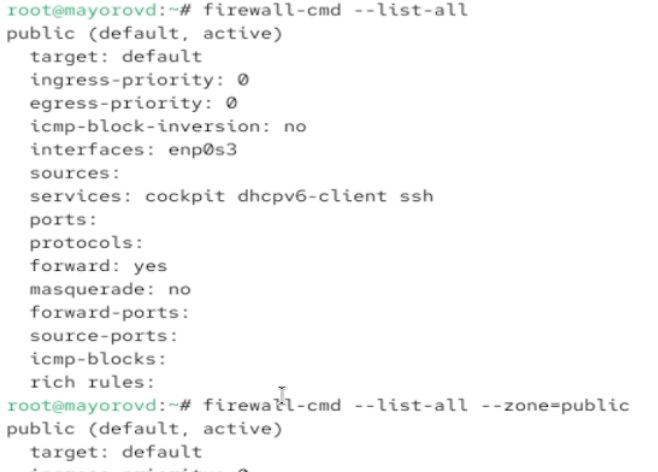 root@mayorovd:~# firewall-cmd --list-all
public (default, active)
  target: default
  ingress-priority: 0
  egress-priority: 0
  icmp-block-inversion: no
  interfaces: enp0s3
  sources:
  services: cockpit dhcpv6-client ssh
  ports:
  protocols:
  forward: yes
  masquerade: no
  forward-ports:
  source-ports:
  icmp-blocks:
  rich rules:
root@mayorovd:~# firewall-cmd --list-all --zone=public
public (default, active)
  target: default